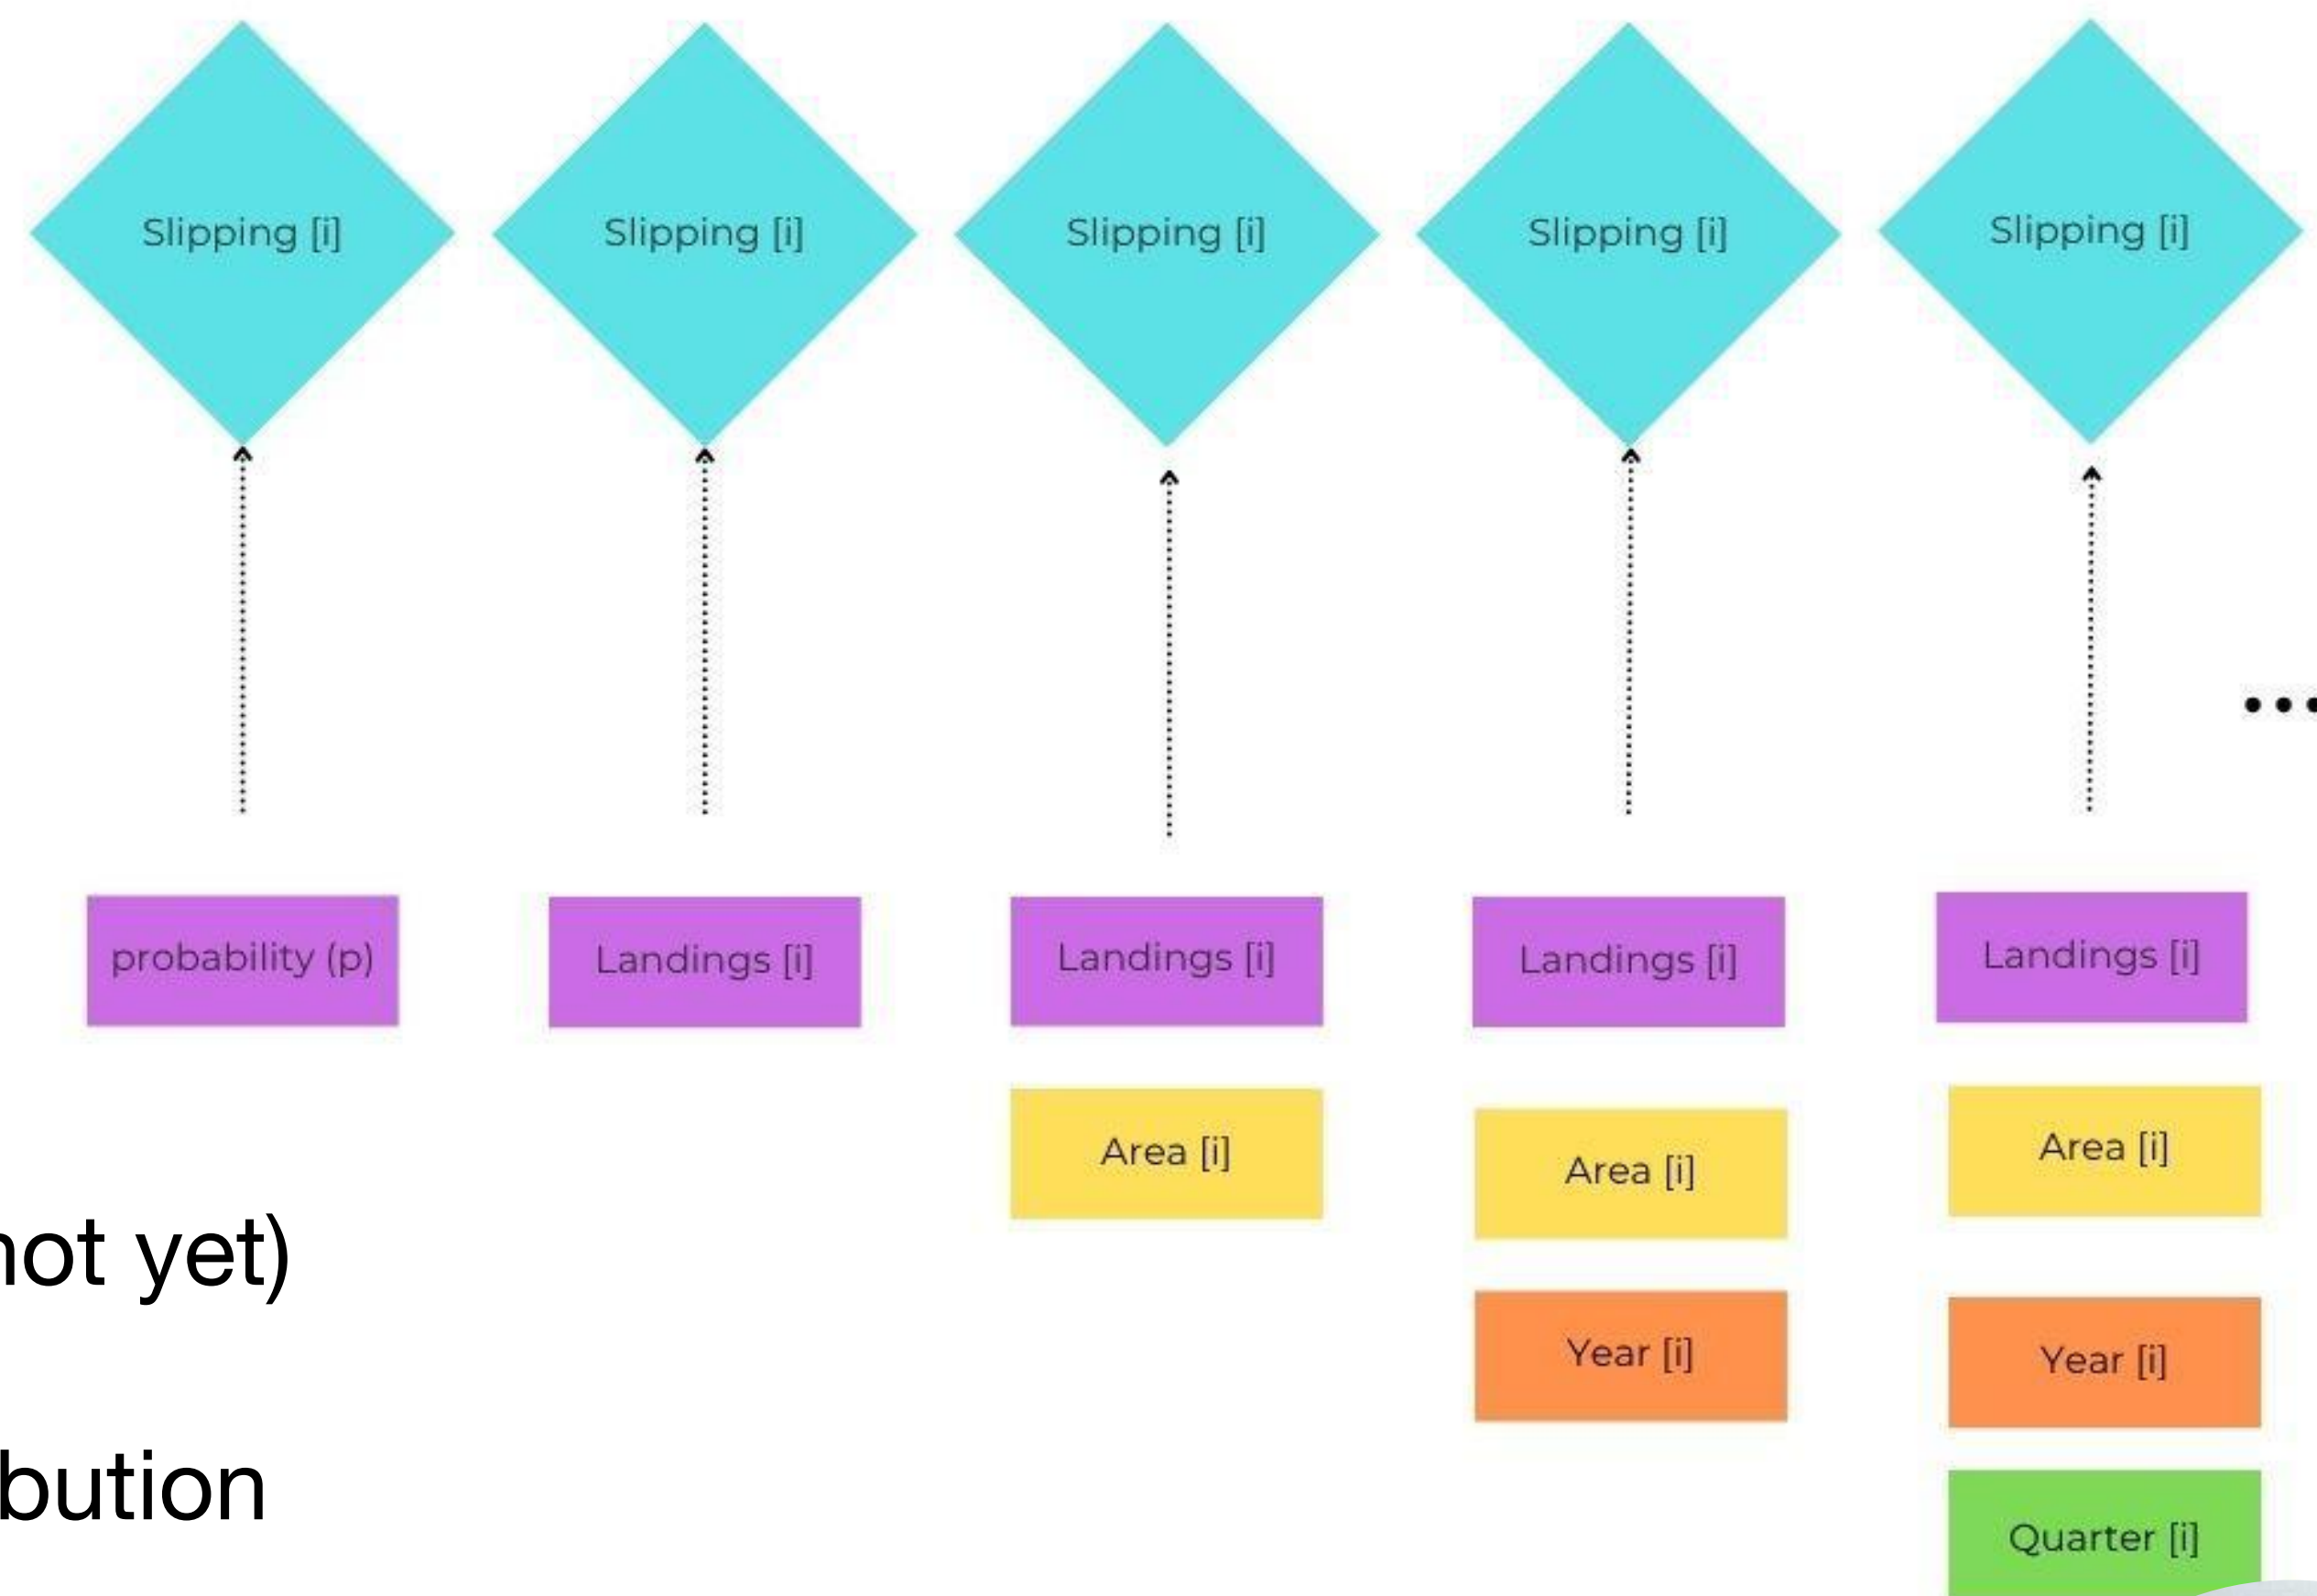 Slipping [i]
Slipping [i]
Slipping [i]
Slipping [i]
Slipping [i]
probability (p)
Landings [i]
Landings [i]
Landings [i]
Landings [i]
Area [i]
Area [i]
Area [i]
not yet)
Year [i]
Year [i]
bution
Quarter [i]